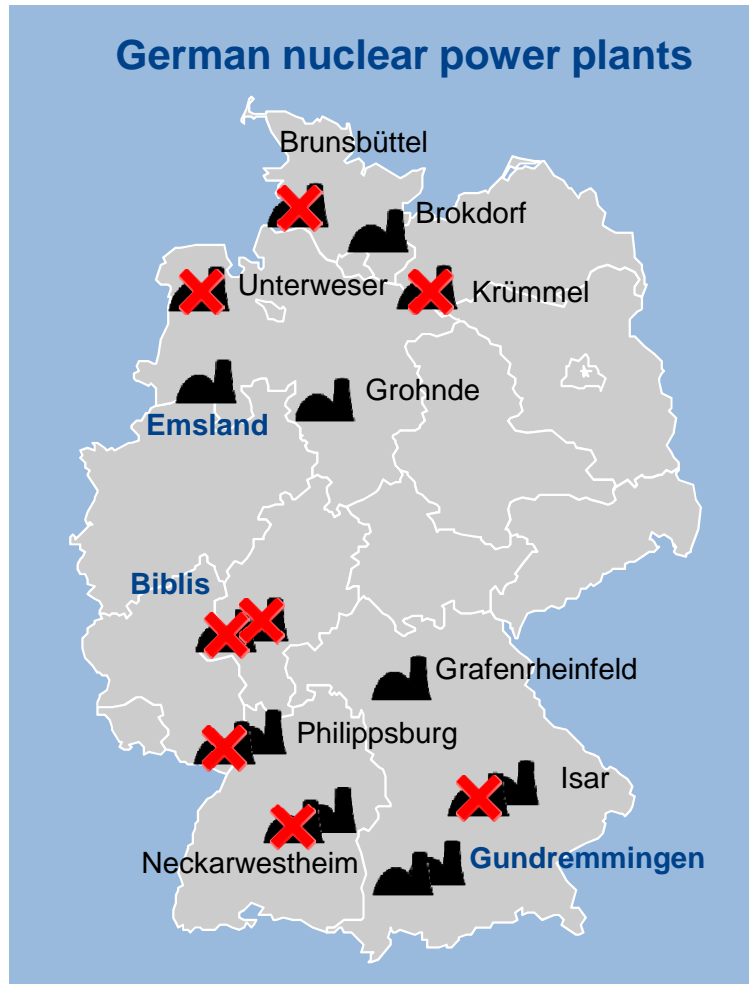 German nuclear power plants
Brunsbüttel
Brokdorf
Unterweser
Krümmel
Grohnde
Emsland
Biblis
Grafenrheinfeld
Philippsburg
Isar
Neckarwestheim
Gundremmingen